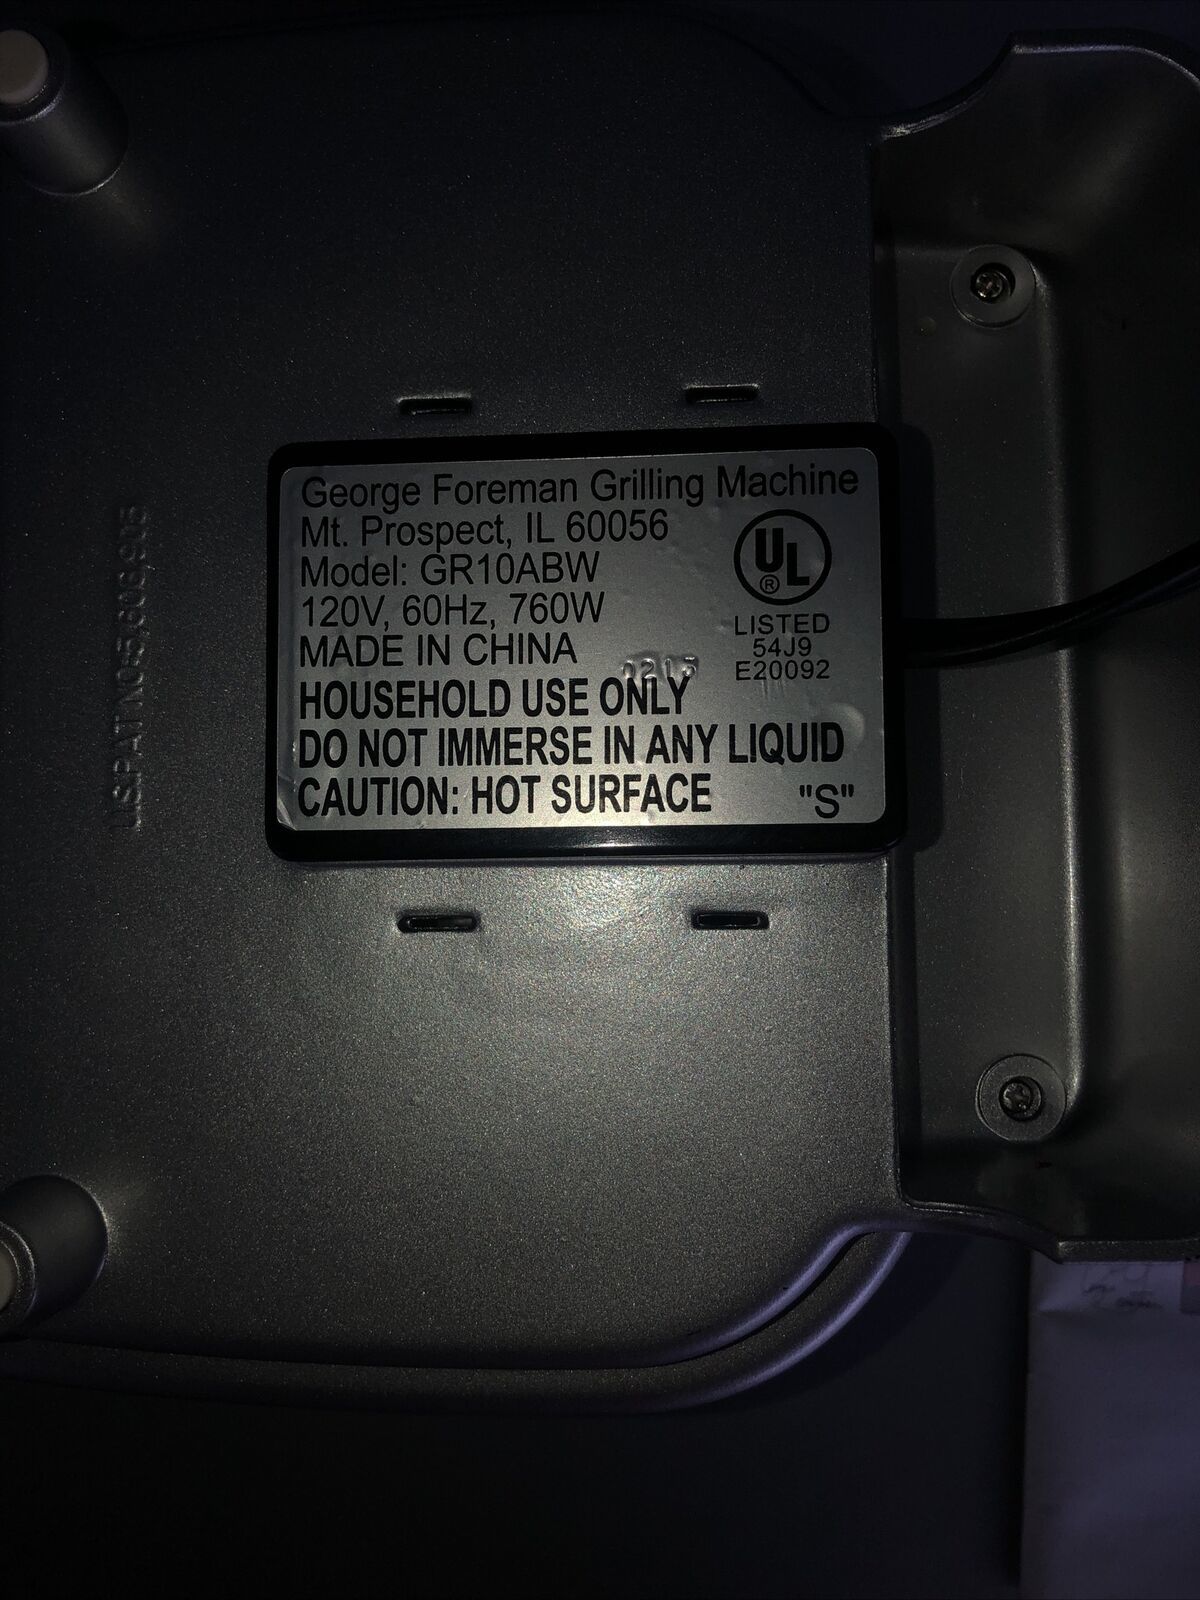 George Foreman Grilling Machine
Mt. Prospect, IL 60056
Model: GR10ABW
120V, 60Hz, 760W
MADE IN CHINA
HOUSEHOLD USE ONLY
DO NOT IMMERSE IN ANY LIQUID
CAUTION: HOT SURFACE "S"
UL
®
LISTED
54J9
E20092
0215